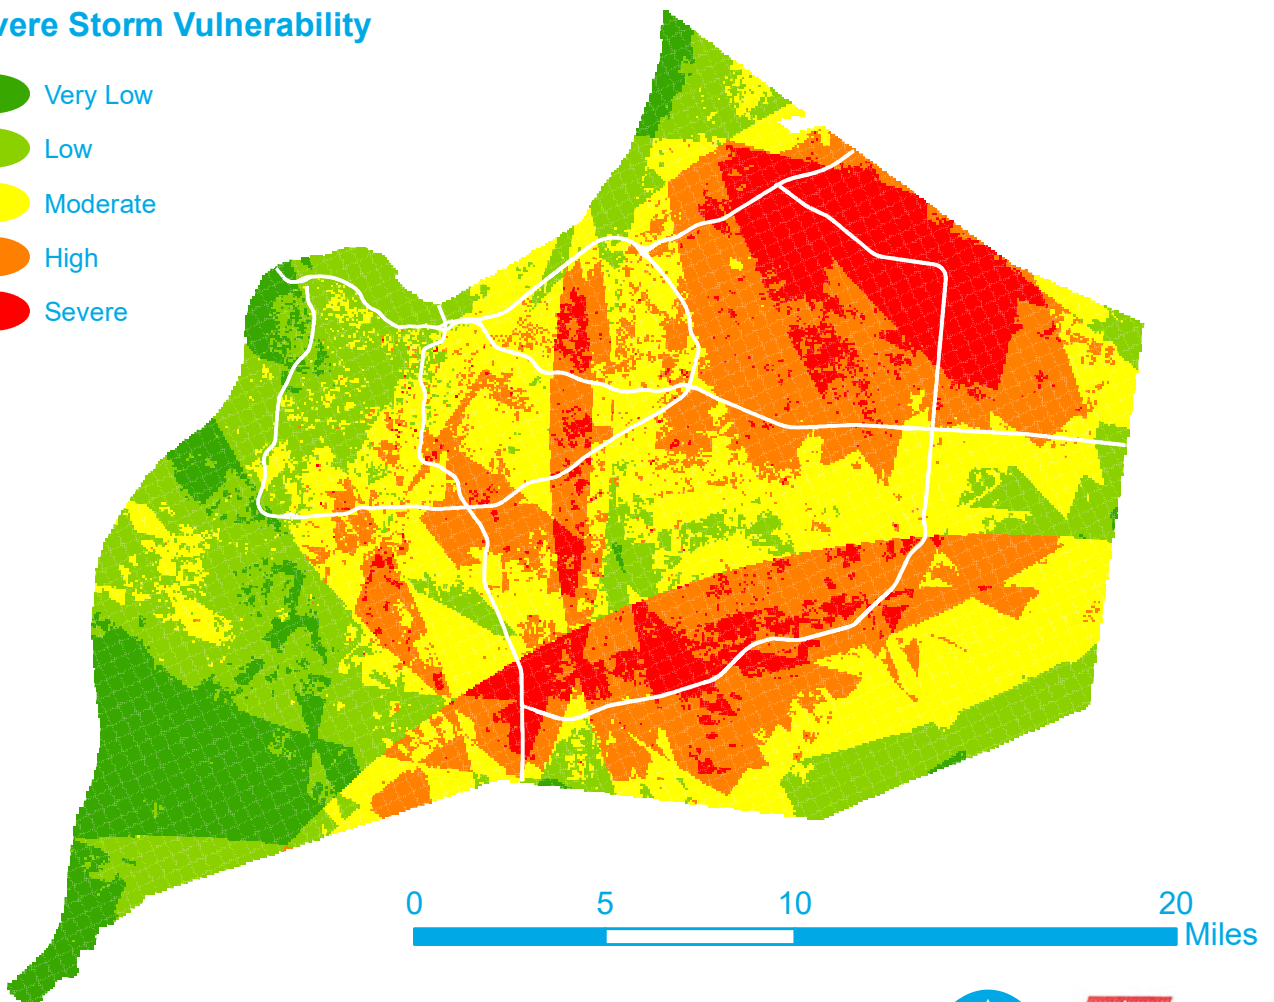 vere Storm Vulnerability
Very Low
Low
Moderate
High
Severe
0 5 10 20
Miles